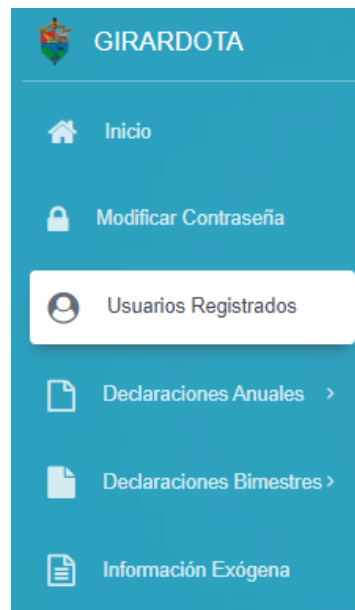 GIRARDOTA
Inicio
Modificar Contraseña
Usuarios Registrados
Declaraciones Anuales
Declaraciones Bimestres
Información Exógena